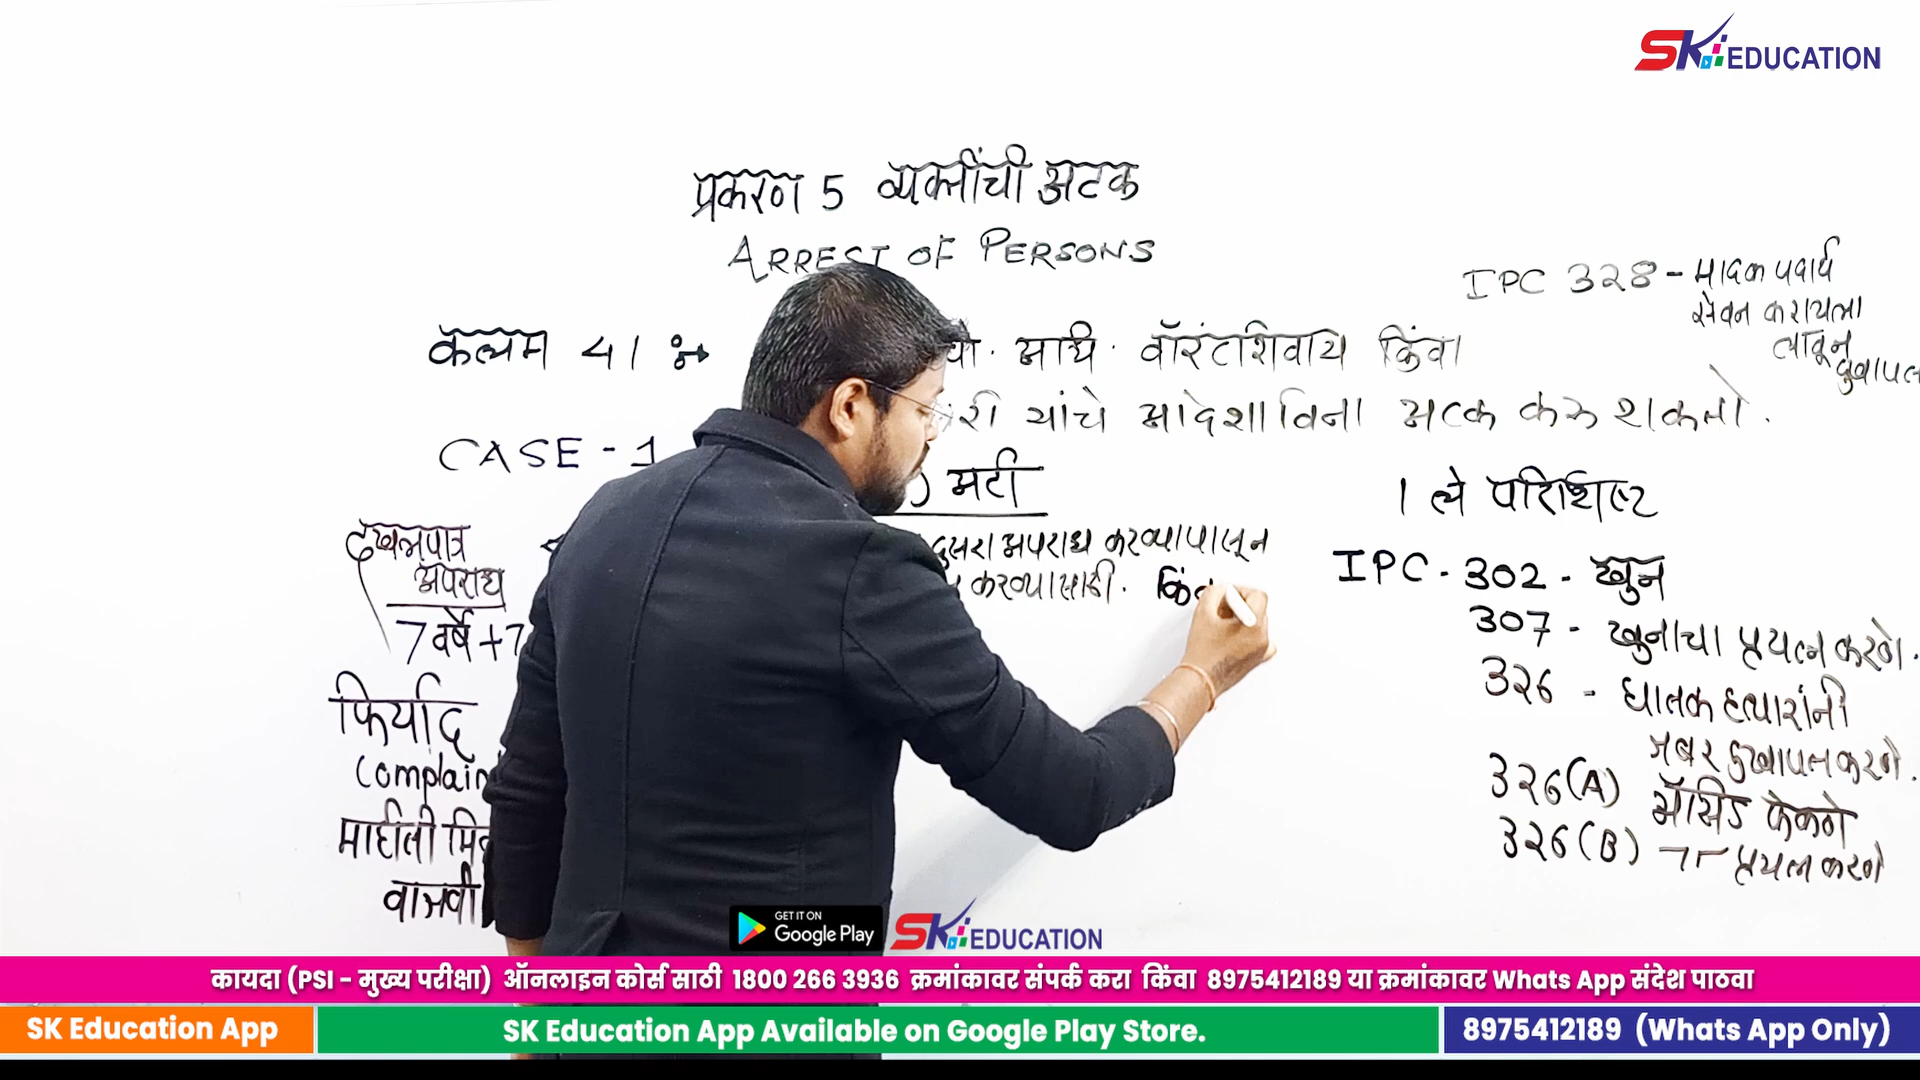 SK EDUCATION
प्रकरण 5 व्यक्तींची अटक
ARREST OF PERSONS
IPC 328 - मादक पदार्थ
सेवन करायला
लावून
दुखापत
कलम 41 :→
वॉरंटशिवाय किंवा
यांचे आदेशाविना अटक करू शकतो.
CASE - 1
अटी
1 ले परिशिष्ट
दखलपात्र
अपराध
7 वर्षे + 7
दुसरा अपराध करण्यापासून
करण्यासाठी. किंव
IPC - 302 - खुन
307 - खुनाचा प्रयत्न करणे.
326 - घातक हत्यारांनी
जबर दुखापत करणे.
326(A) अ‍ॅसिड फेकणे
326(B) -॥- प्रयत्न करणे
फिर्याद
Complain
माहिती मि
वाजवी
GET IT ON
Google Play
SK EDUCATION
कायदा (PSI - मुख्य परीक्षा) ऑनलाइन कोर्स साठी 1800 266 3936 क्रमांकावर संपर्क करा किंवा 8975412189 या क्रमांकावर Whats App संदेश पाठवा
SK Education App
SK Education App Available on Google Play Store.
8975412189 (Whats App Only)